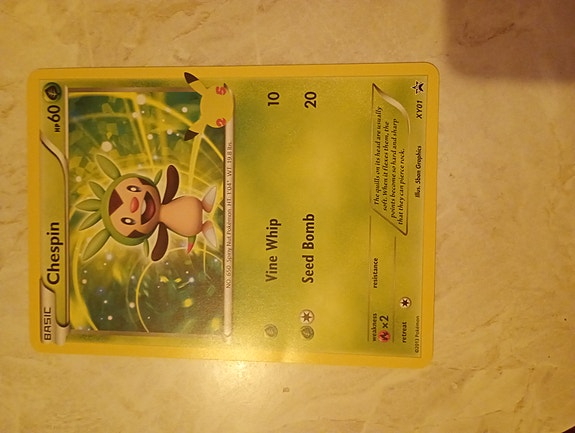 BASIC
Chespin
HP60
25
NO. 650 Spiny Nut Pokémon HT: 1'04" WT: 19.8 lbs.
Vine Whip 10
Seed Bomb 20
weakness
×2
resistance
retreat
The quills on its head are usually
soft. When it flexes them, the
points become so hard and sharp
that they can pierce rock.
Illus. 5ban Graphics
©2013 Pokémon
XY01